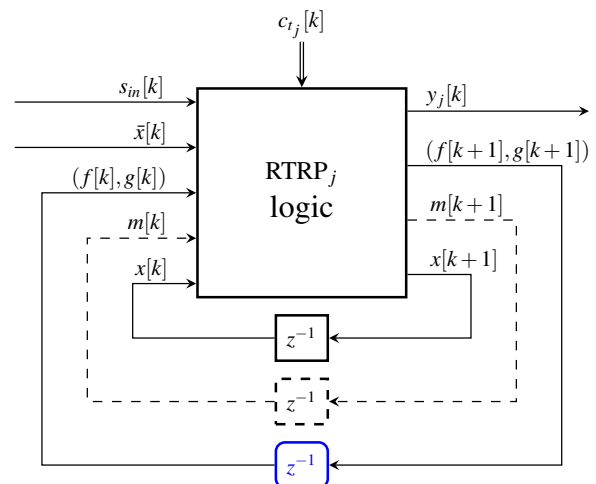 c_{t_j}[k]
s_{in}[k]
y_j[k]
x̄[k]
(f[k],g[k])
(f[k+1],g[k+1])
RTRP_j
logic
m[k]
m[k+1]
x[k]
x[k+1]
z^{-1}
z^{-1}
z^{-1}